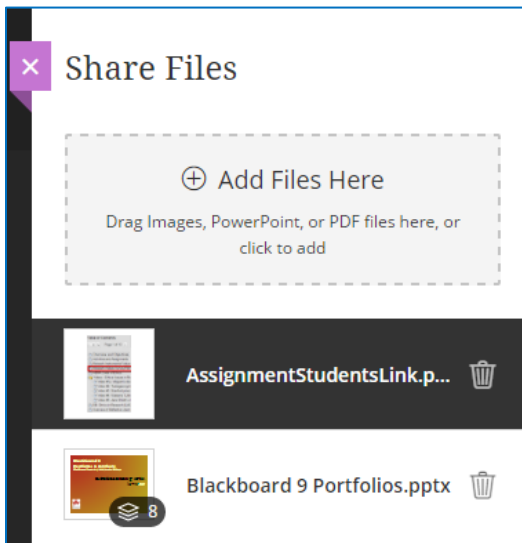 Share Files
Add Files Here
Drag Images, PowerPoint, or PDF files here, or
click to add
AssignmentStudentsLink.p...
Blackboard 9 Portfolios.pptx
8